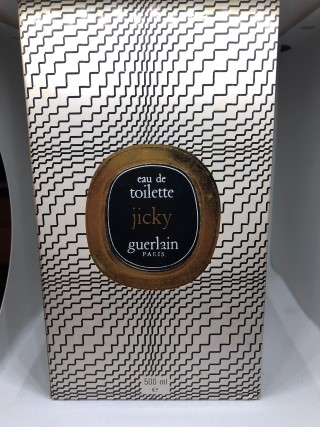 eau de
toilette
jicky
guerlain
PARIS
500 ml
e